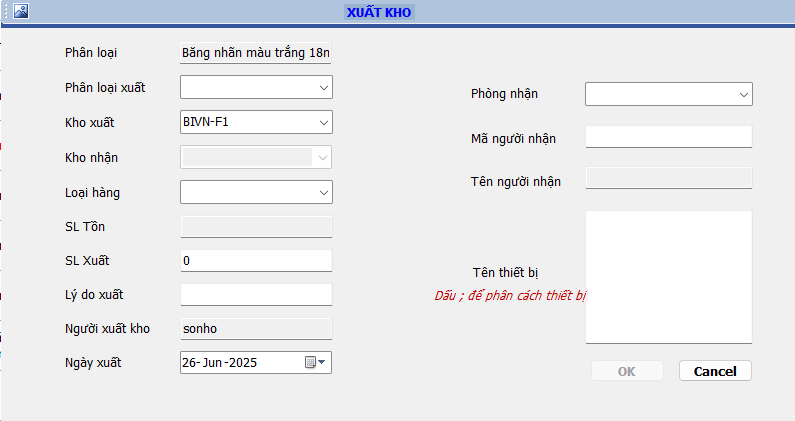 XUẤT KHO
Phân loại
Băng nhãn màu trắng 18
Phân loại xuất
Kho xuất
BIVN-F1
Kho nhận
Loại hàng
SL Tồn
SL Xuất
0
Lý do xuất
Người xuất kho
sonho
Ngày xuất
26-Jun-2025
Phòng nhận
Mã người nhận
Tên người nhận
Tên thiết bị
Dấu ; để phân cách thiết bị
OK
Cancel